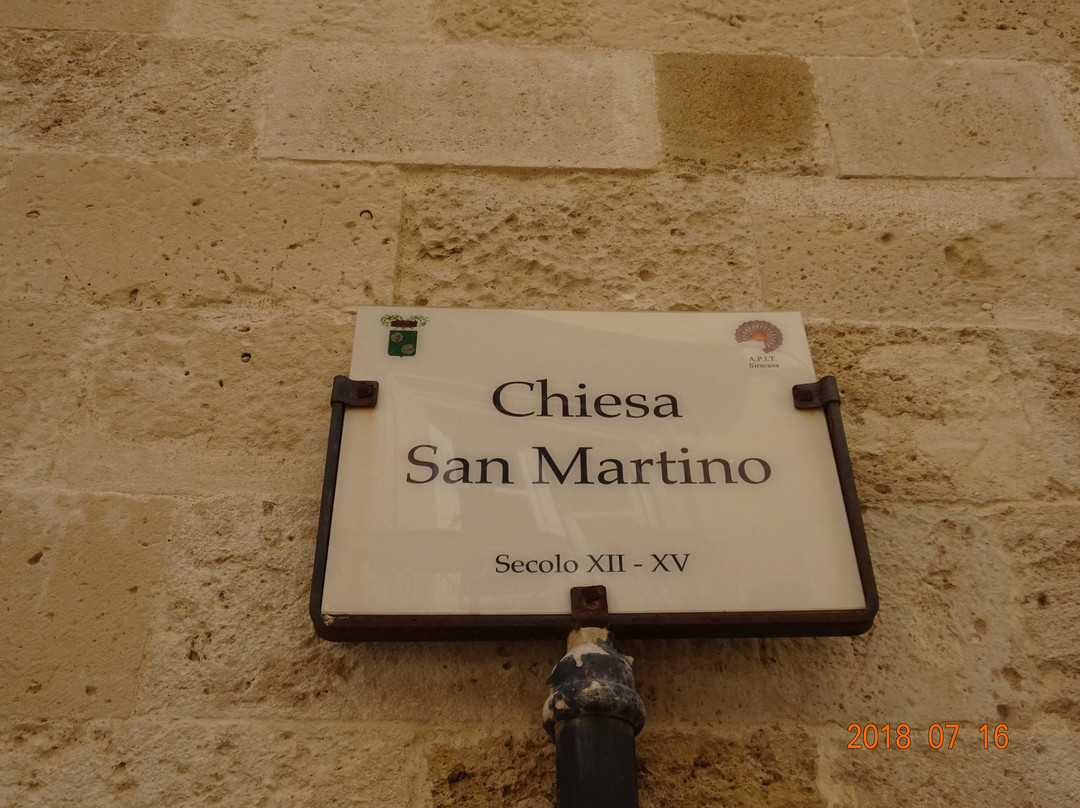 A.P.I.T.
Siracusa
Chiesa
San Martino
Secolo XII - XV
2018 07 16